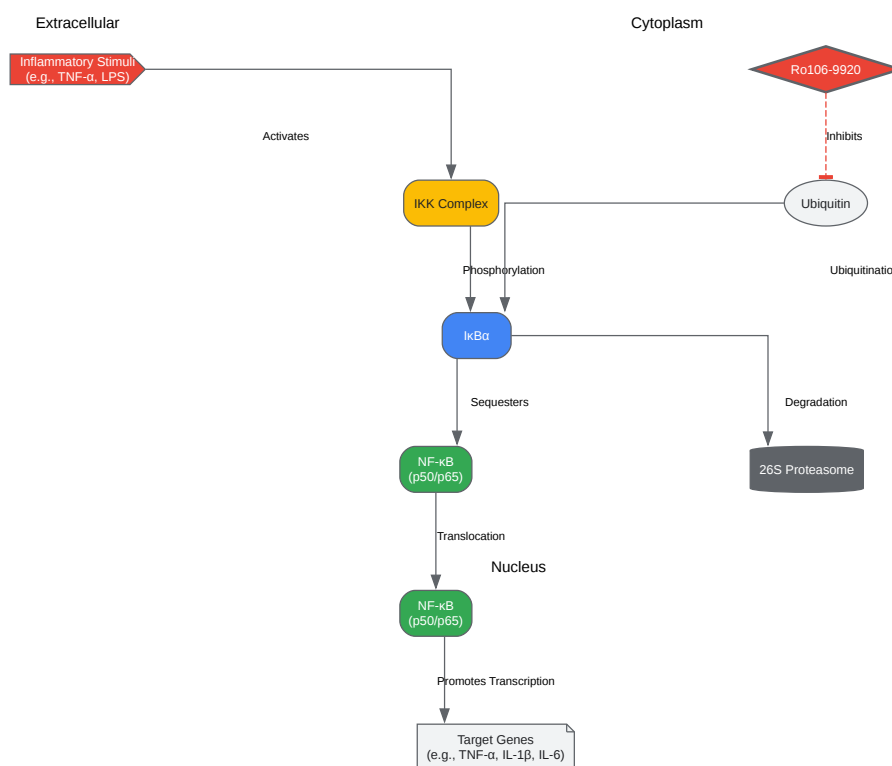 Extracellular
Cytoplasm
Inflammatory Stimuli
(e.g., TNF-α, LPS)
Ro106-9920
Activates
Inhibits
IKK Complex
Ubiquitin
Phosphorylation
Ubiquitinatio
IκBα
Sequesters
Degradation
NF-κB
(p50/p65)
26S Proteasome
Translocation
Nucleus
NF-κB
(p50/p65)
Promotes Transcription
Target Genes
(e.g., TNF-α, IL-1β, IL-6)